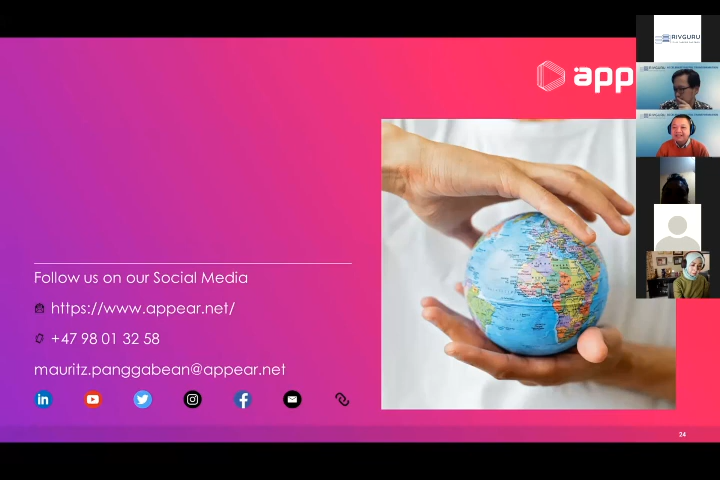 app
RIVGURU
Follow us on our Social Media
https://www.appear.net/
+47 98 01 32 58
mauritz.panggabean@appear.net
24